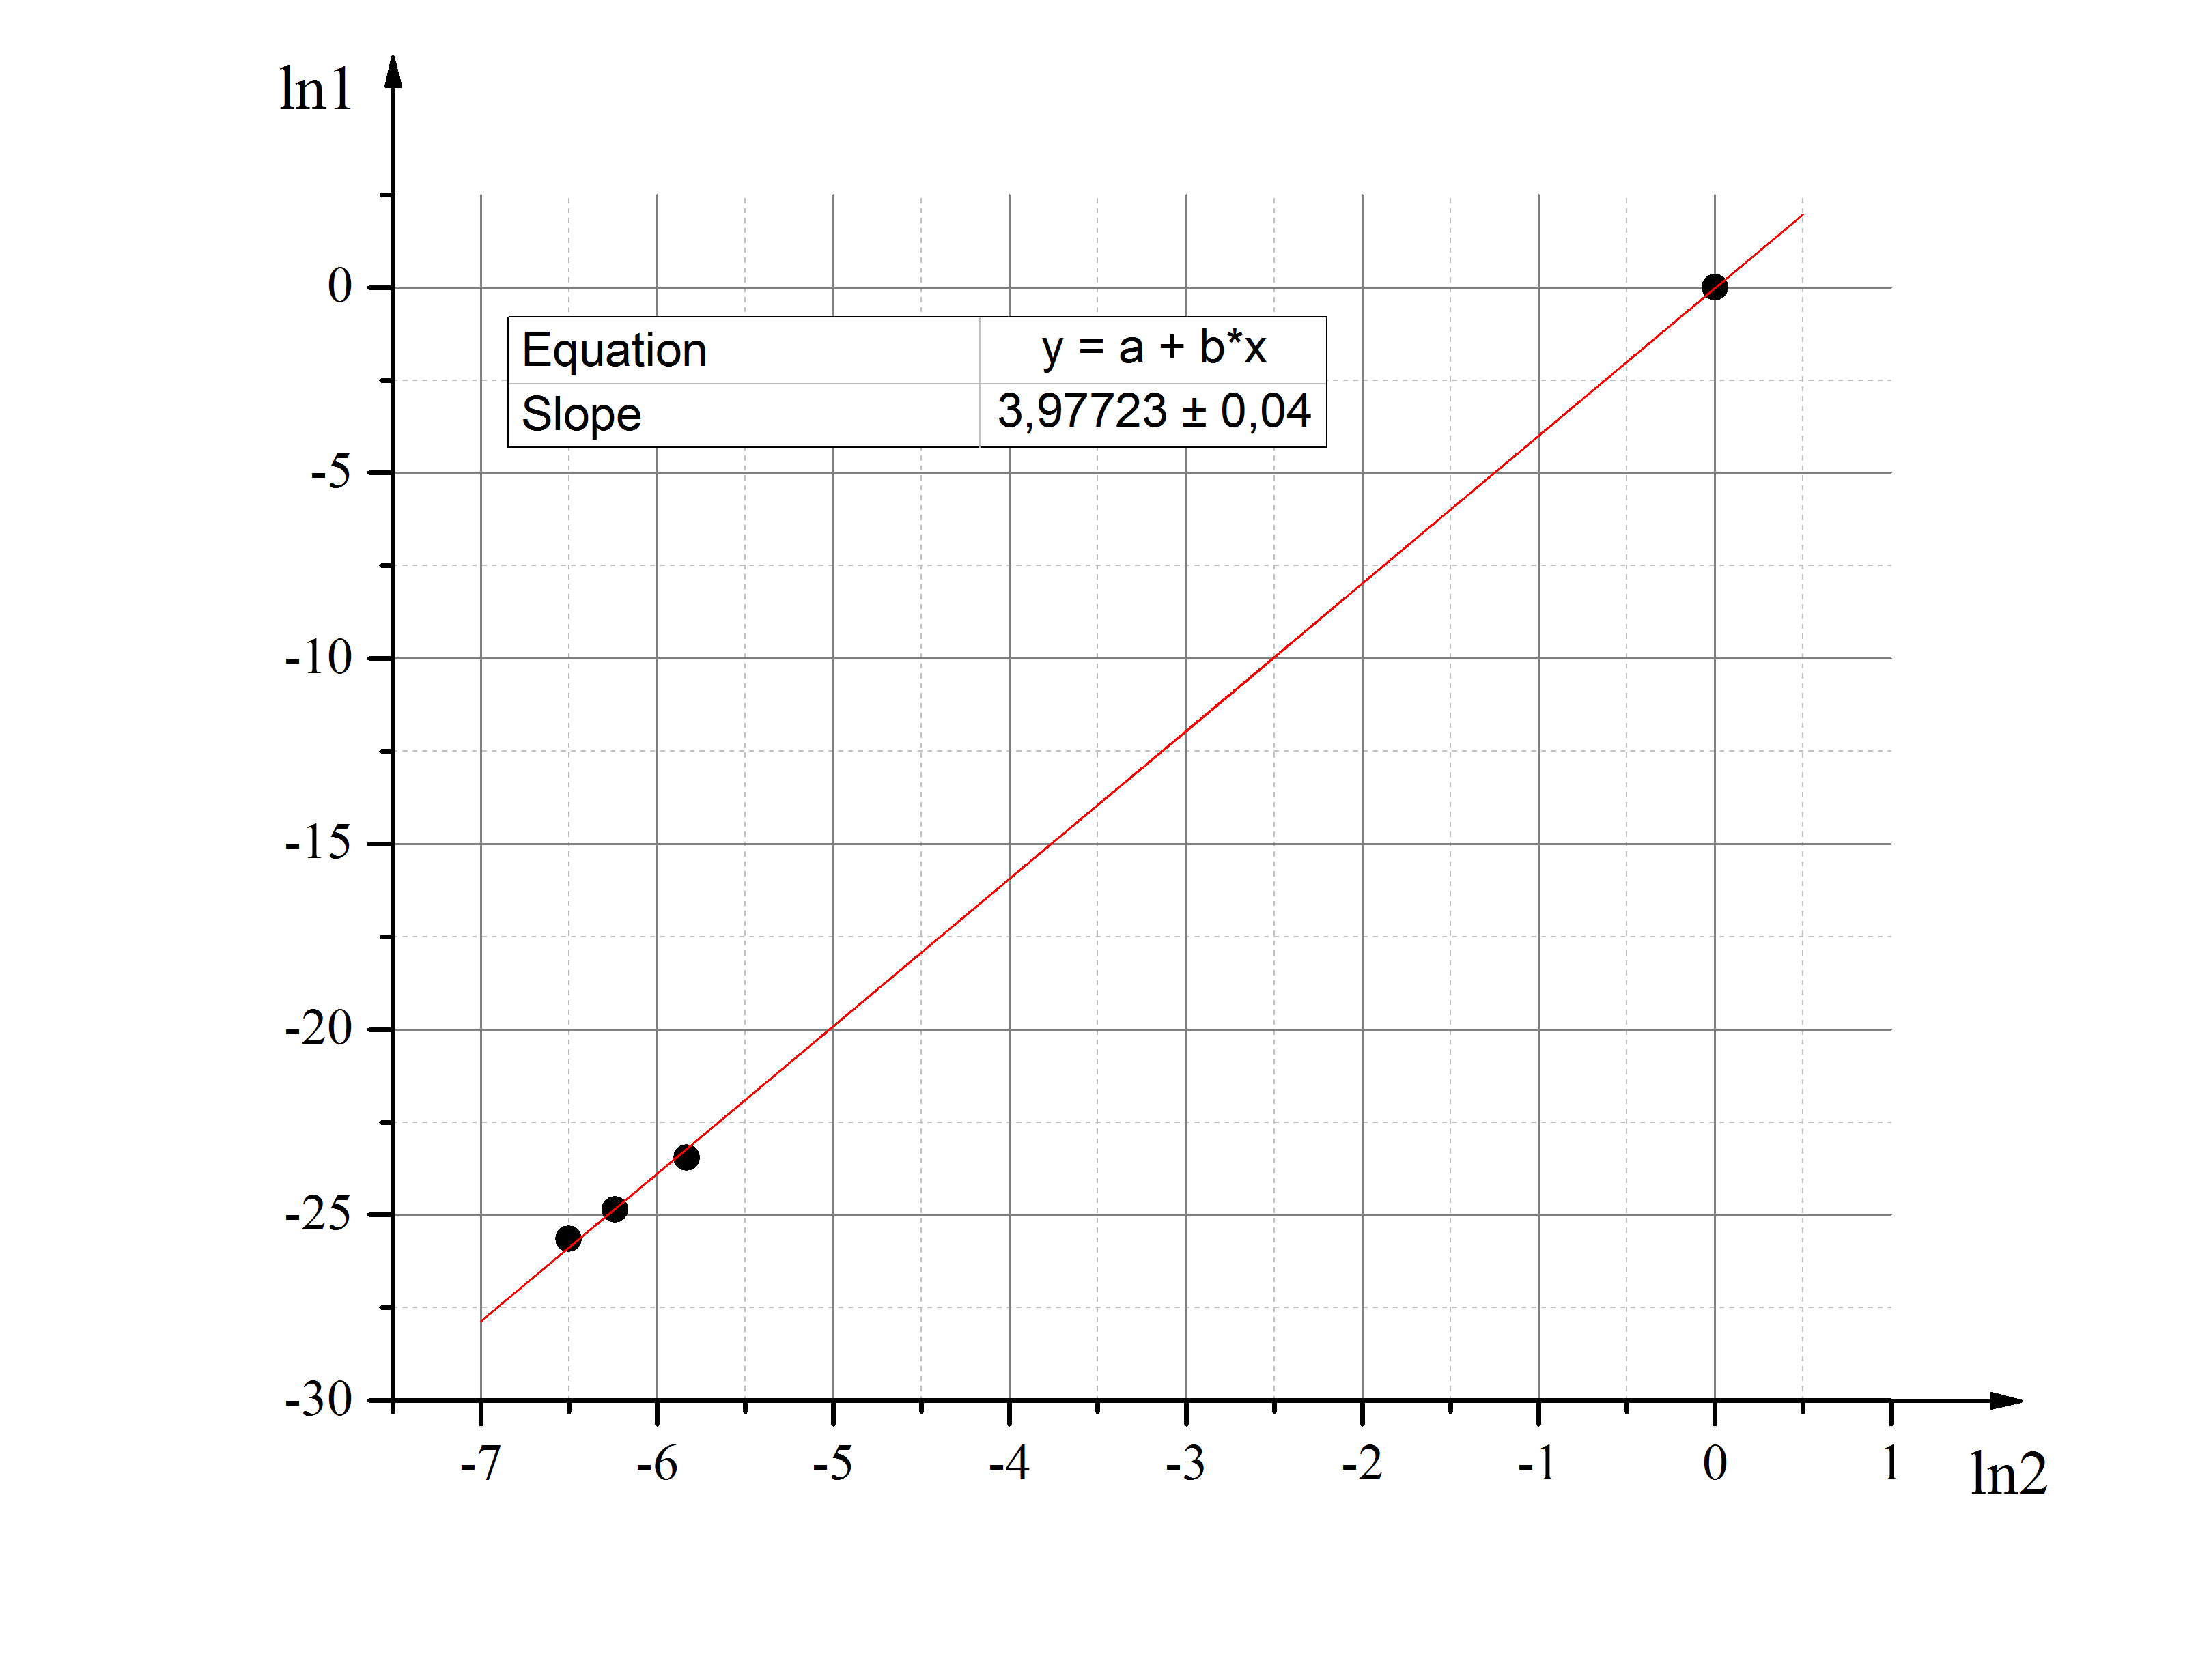 ln1
0
Equation y = a + b*x
Slope 3,97723 ± 0,04
-5
-10
-15
-20
-25
-30
-7 -6 -5 -4 -3 -2 -1 0 1 ln2